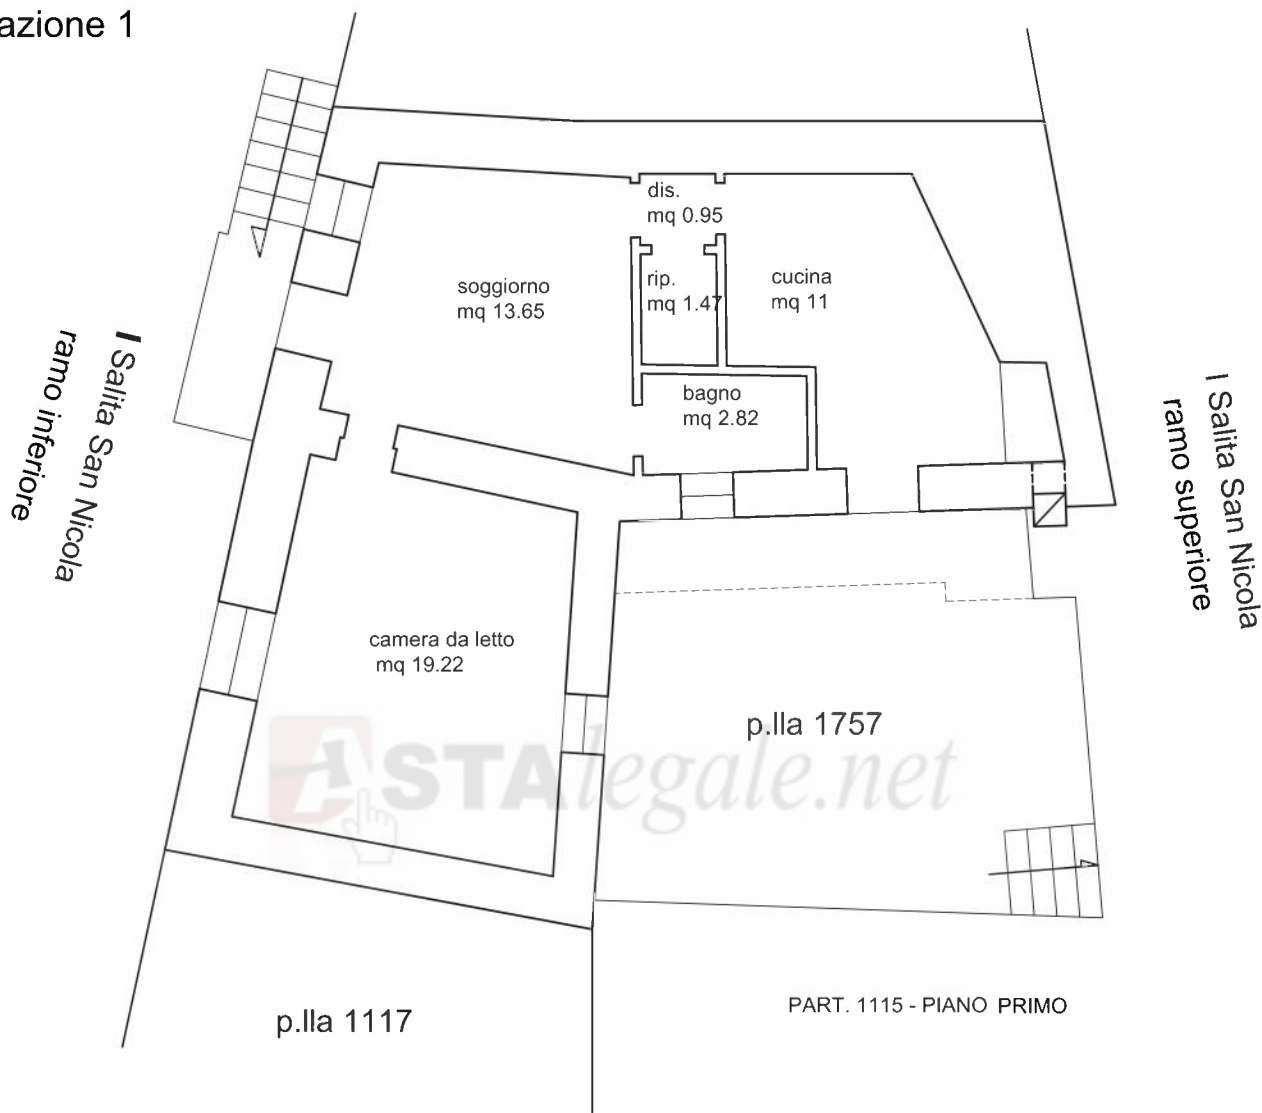 azione 1
dis.
mq 0.95
soggiorno
mq 13.65
rip.
mq 1.47
cucina
mq 11
bagno
mq 2.82
I Salita San Nicola
ramo inferiore
I Salita San Nicola
ramo superiore
camera da letto
mq 19.22
p.lla 1757
ASTAlegale.net
p.lla 1117
PART. 1115 - PIANO PRIMO